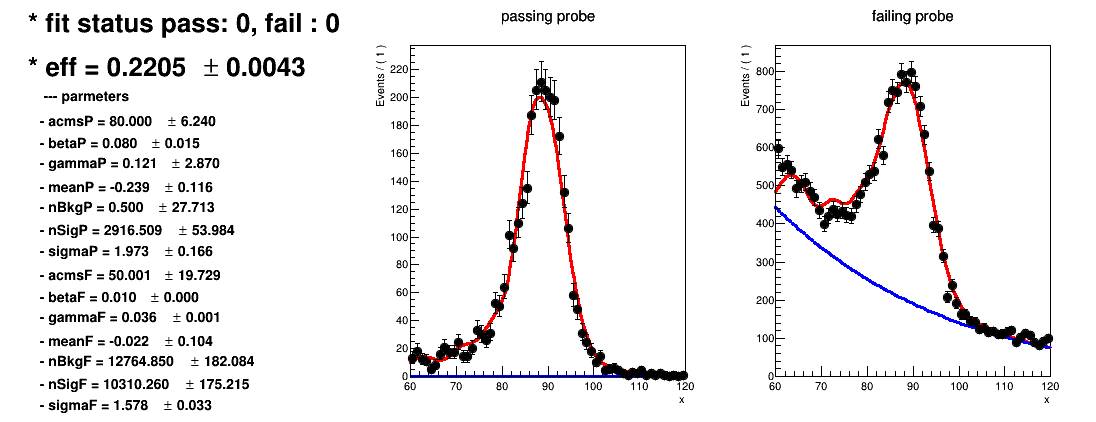 * fit status pass: 0, fail : 0
* eff = 0.2205 ± 0.0043
--- parmeters
- acmsP = 80.000 ± 6.240
- betaP = 0.080 ± 0.015
- gammaP = 0.121 ± 2.870
- meanP = -0.239 ± 0.116
- nBkgP = 0.500 ± 27.713
- nSigP = 2916.509 ± 53.984
- sigmaP = 1.973 ± 0.166
- acmsF = 50.001 ± 19.729
- betaF = 0.010 ± 0.000
- gammaF = 0.036 ± 0.001
- meanF = -0.022 ± 0.104
- nBkgF = 12764.850 ± 182.084
- nSigF = 10310.260 ± 175.215
- sigmaF = 1.578 ± 0.033
passing probe
Events / ( 1 )
220
200
180
160
140
120
100
80
60
40
20
0
60 70 80 90 100 110 120
x
failing probe
Events / ( 1 )
800
700
600
500
400
300
200
100
0
60 70 80 90 100 110 120
x